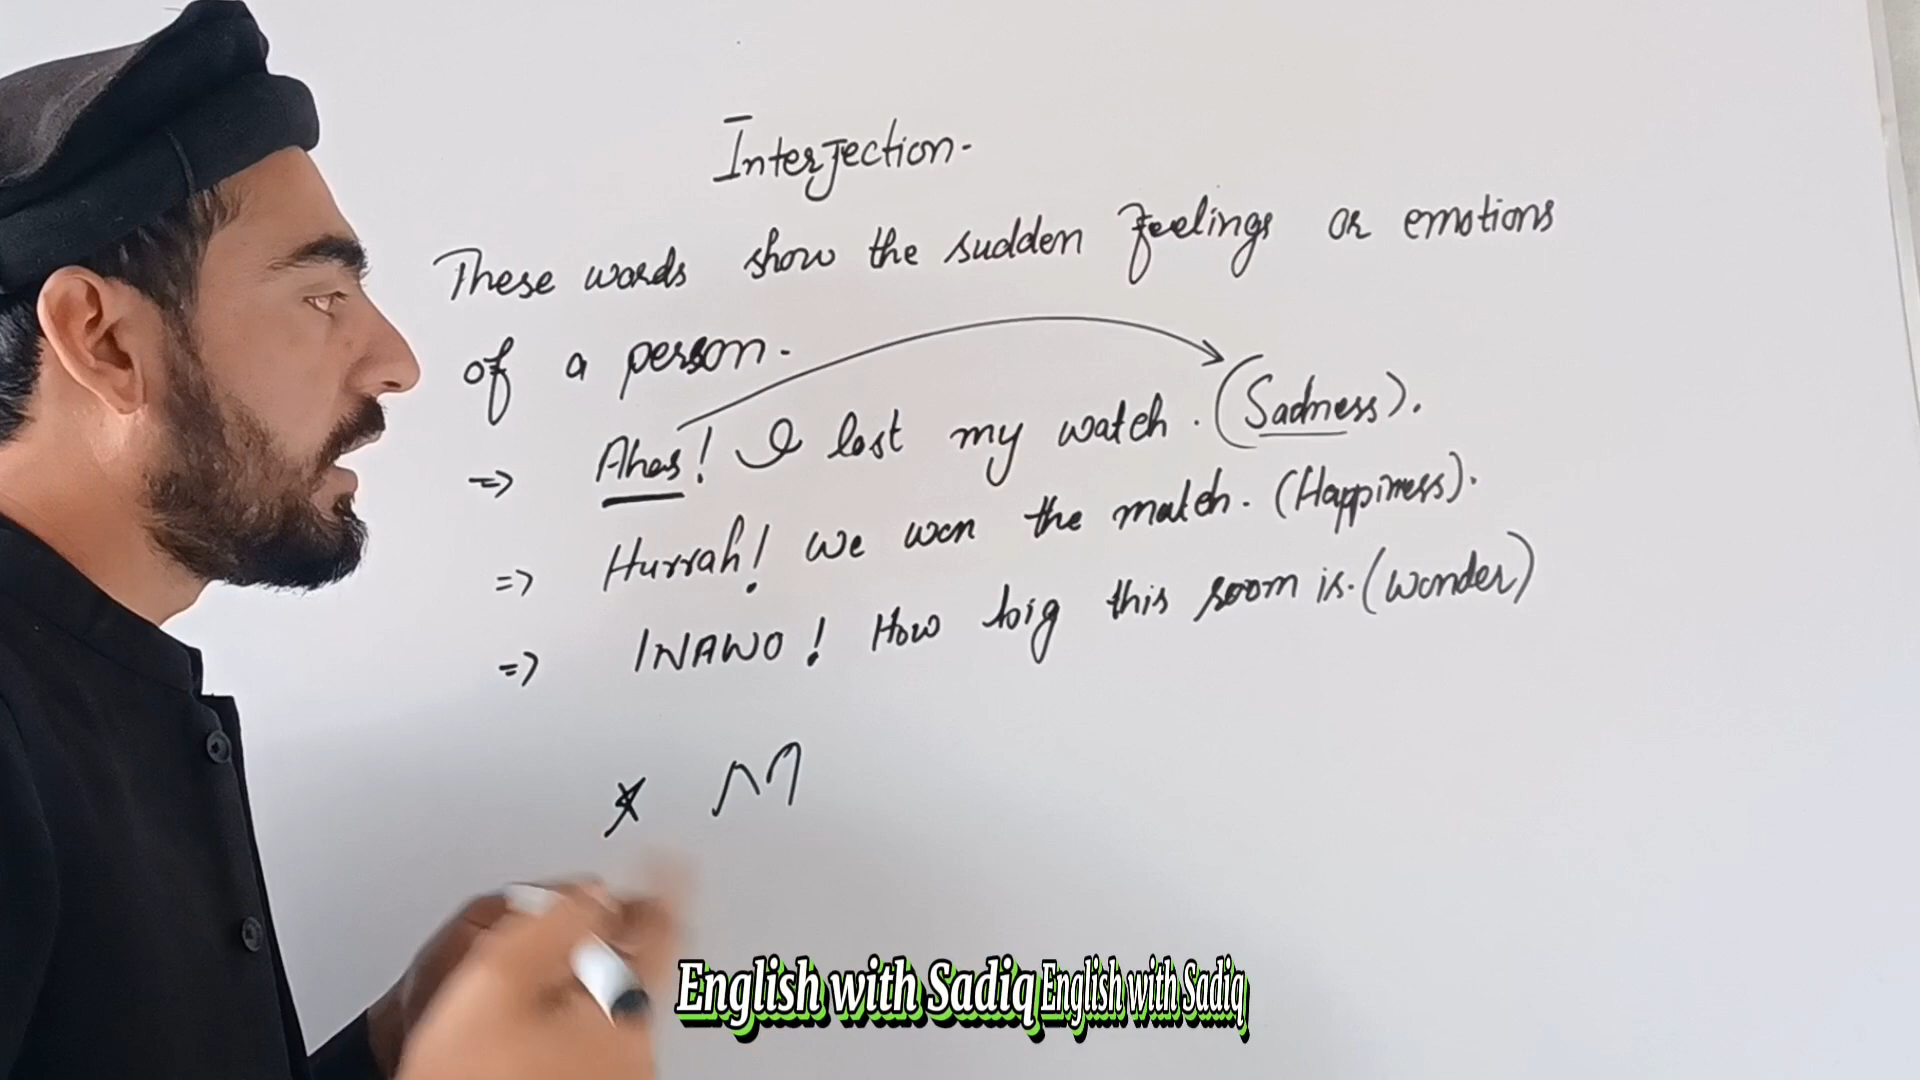 Interjection.
These words show the sudden feelings or emotions
of a person.
=> Ahas! I lost my watch. (Sadness).
=> Hurrah! we won the match. (Happiness).
=> WAWO! How big this room is. (wonder)
English with Sadiq English with Sadiq